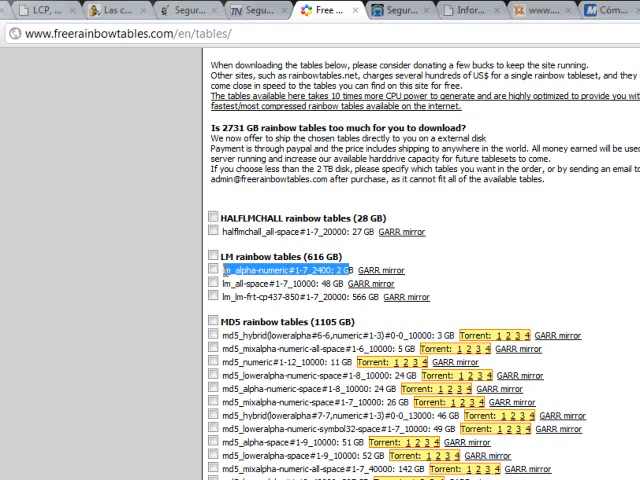 LCP, ...
Las c
Segur
Segu
Free ...
Segur
Infor
www....
Cóm
www.freerainbowtables.com/en/tables/
When downloading the tables below, please consider donating a few bucks to keep the site running.
Other sites, such as rainbowtables.net, charges several hundreds of US$ for a single rainbow tableset, and they
come close in speed to the tables you can find on this site for free.
The tables available here takes 10 times more CPU power to generate and are highly optimized to provide you wit
fastest/most compressed rainbow tables available on the internet.
Is 2731 GB rainbow tables too much for you to download?
We now offer to ship the chosen tables directly to you on a external disk
Payment is through paypal and the price includes shipping to anywhere in the world. All money earned will be used
server running and increase our available harddrive capacity for future tablesets to come.
If you choose less than the 2 TB disk, please specify which tables you want in the order, or by sending an email to
admin@freerainbowtables.com after purchase, as it cannot fit all of the available tables.
HALFLMCHALL rainbow tables (28 GB)
halflmchall_all-space#1-7_20000: 27 GB GARR mirror
LM rainbow tables (616 GB)
lm_alpha-numeric#1-7_2400: 2 GB GARR mirror
lm_all-space#1-7_10000: 48 GB GARR mirror
lm_lm-frt-cp437-850#1-7_20000: 566 GB GARR mirror
MD5 rainbow tables (1105 GB)
md5_hybrid(loweralpha#6-6,numeric#1-3)#0-0_10000: 3 GB Torrent: 1 2 3 4 GARR mirror
md5_mixalpha-numeric-all-space#1-6_10000: 5 GB Torrent: 1 2 3 4 GARR mirror
md5_numeric#1-12_10000: 11 GB Torrent: 1 2 3 4 GARR mirror
md5_loweralpha-numeric-space#1-8_10000: 24 GB Torrent: 1 2 3 4 GARR mirror
md5_alpha-numeric-space#1-8_10000: 24 GB Torrent: 1 2 3 4 GARR mirror
md5_mixalpha-numeric-space#1-7_10000: 26 GB Torrent: 1 2 3 4 GARR mirror
md5_hybrid(loweralpha#7-7,numeric#1-3)#0-0_13000: 46 GB Torrent: 1 2 3 4 GARR mirror
md5_loweralpha-numeric-symbol32-space#1-7_10000: 49 GB Torrent: 1 2 3 4 GARR mirror
md5_alpha-space#1-9_10000: 51 GB Torrent: 1 2 3 4 GARR mirror
md5_loweralpha-space#1-9_10000: 52 GB Torrent: 1 2 3 4 GARR mirror
md5_mixalpha-numeric-all-space#1-7_40000: 142 GB Torrent: 1 2 3 4 GARR mirror